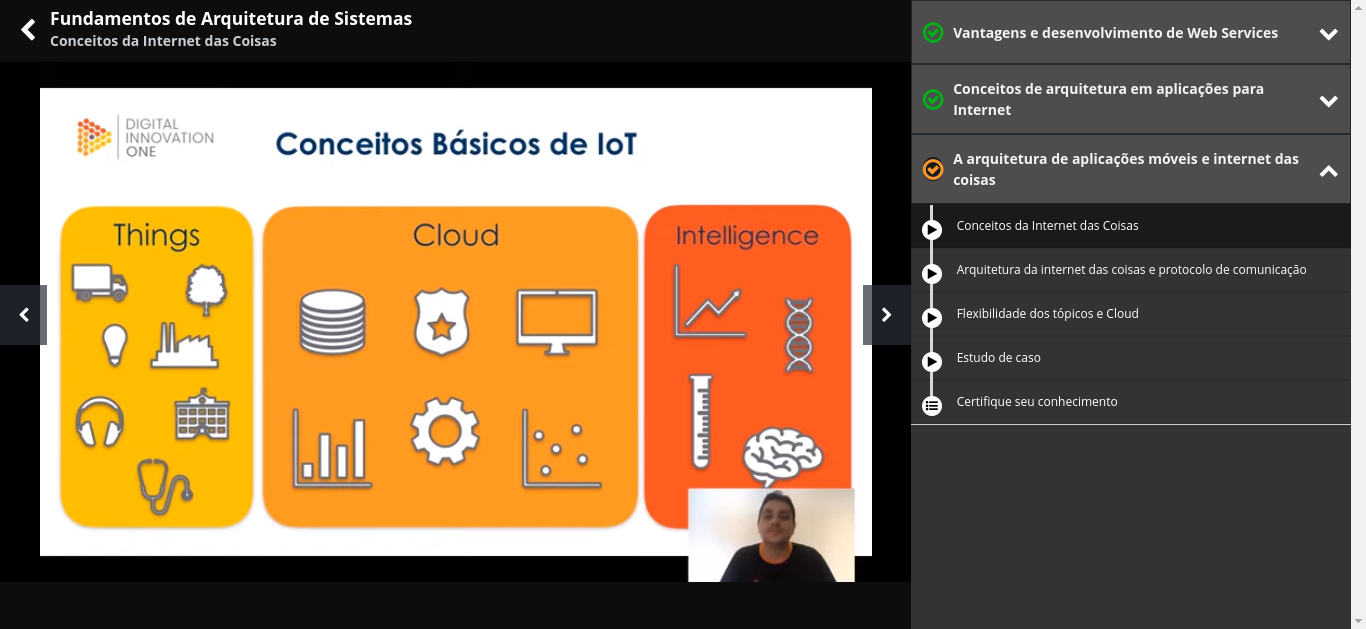 Fundamentos de Arquitetura de Sistemas
Conceitos da Internet das Coisas
DIGITAL
INNOVATION
ONE
Conceitos Básicos de IoT
Things
Cloud
Intelligence
Vantagens e desenvolvimento de Web Services
Conceitos de arquitetura em aplicações para
Internet
A arquitetura de aplicações móveis e internet das
coisas
Conceitos da Internet das Coisas
Arquitetura da internet das coisas e protocolo de comunicação
Flexibilidade dos tópicos e Cloud
Estudo de caso
Certifique seu conhecimento